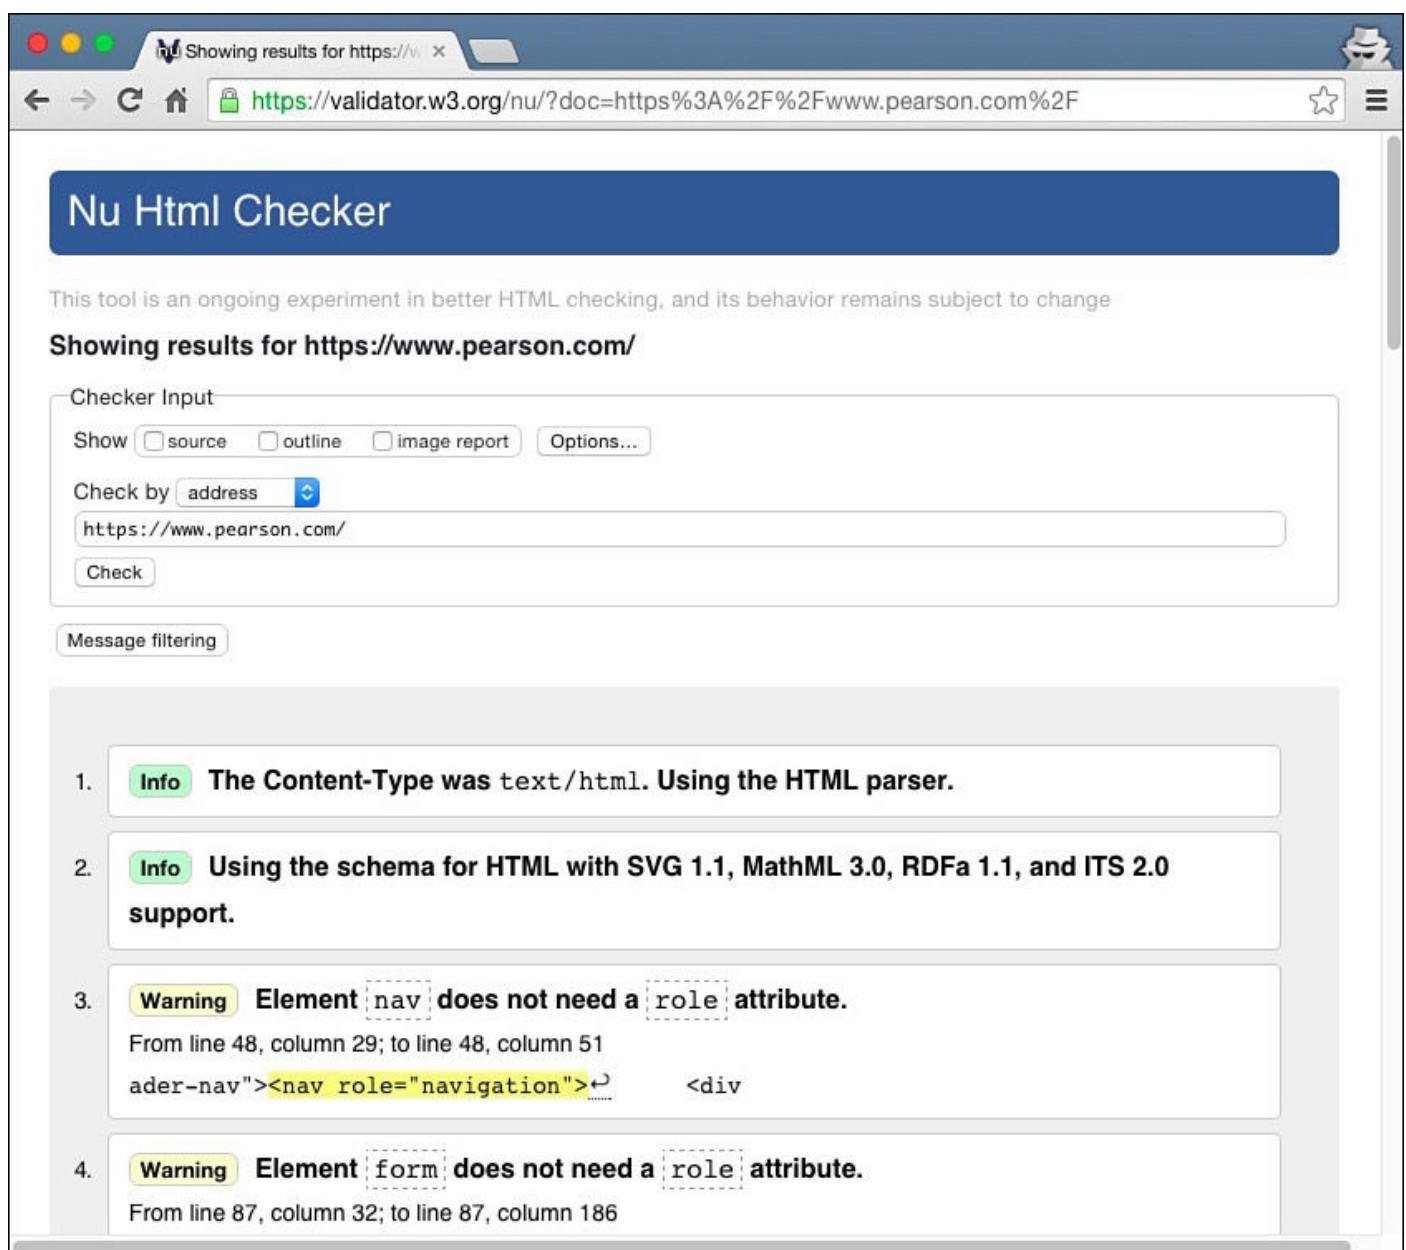 Showing results for https://w
https://validator.w3.org/nu/?doc=https%3A%2F%2Fwww.pearson.com%2F
Nu Html Checker
This tool is an ongoing experiment in better HTML checking, and its behavior remains subject to change
Showing results for https://www.pearson.com/
Checker Input
Show source outline image report Options...
Check by address
https://www.pearson.com/
Check
Message filtering
1. Info The Content-Type was text/html. Using the HTML parser.
2. Info Using the schema for HTML with SVG 1.1, MathML 3.0, RDFa 1.1, and ITS 2.0
support.
3. Warning Element nav does not need a role attribute.
From line 48, column 29; to line 48, column 51
ader-nav"><nav role="navigation">↩ <div
4. Warning Element form does not need a role attribute.
From line 87, column 32; to line 87, column 186